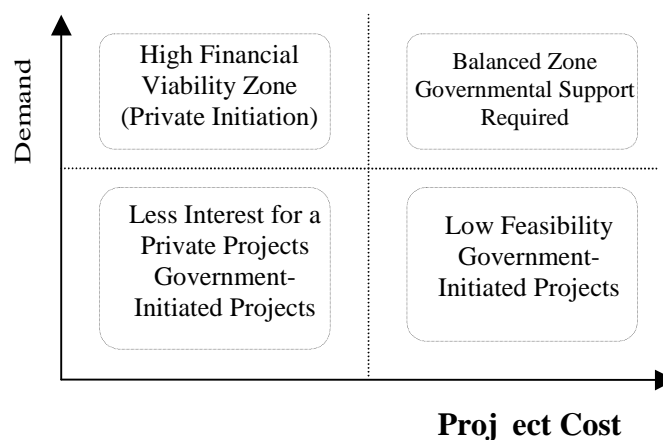 Demand
High Financial
Viability Zone
(Private Initiation)
Balanced Zone
Governmental Support
Required
Less Interest for a
Private Projects
Government-
Initiated Projects
Low Feasibility
Government-
Initiated Projects
Proj ect Cost